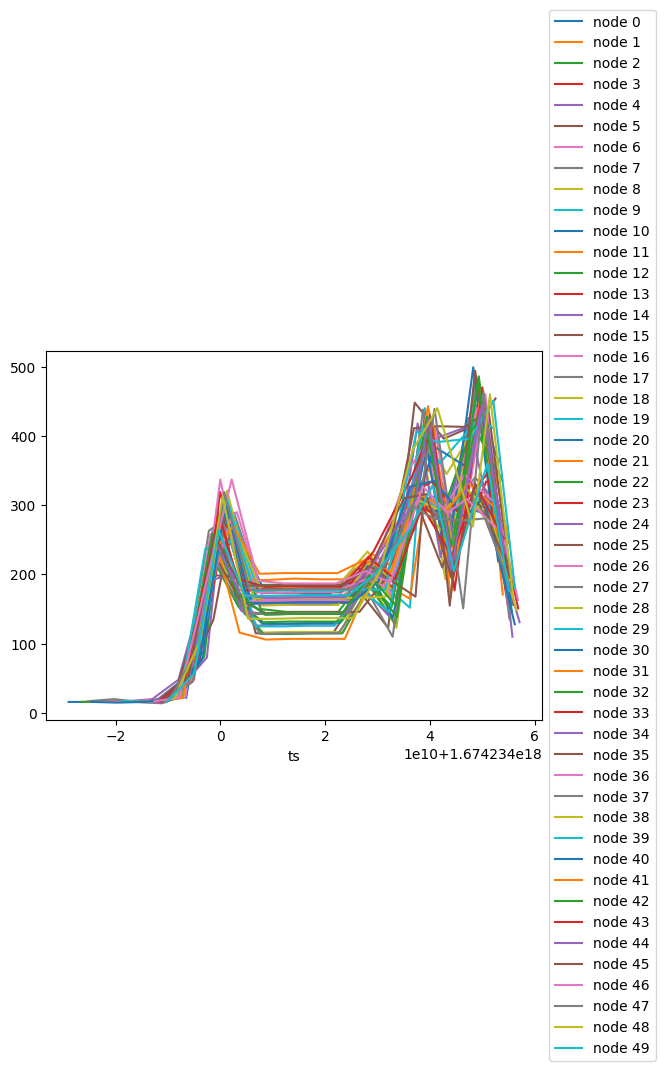 500
400
300
200
100
0
−2
0
2
4
6
ts
1e10+1.674234e18
node 0
node 1
node 2
node 3
node 4
node 5
node 6
node 7
node 8
node 9
node 10
node 11
node 12
node 13
node 14
node 15
node 16
node 17
node 18
node 19
node 20
node 21
node 22
node 23
node 24
node 25
node 26
node 27
node 28
node 29
node 30
node 31
node 32
node 33
node 34
node 35
node 36
node 37
node 38
node 39
node 40
node 41
node 42
node 43
node 44
node 45
node 46
node 47
node 48
node 49